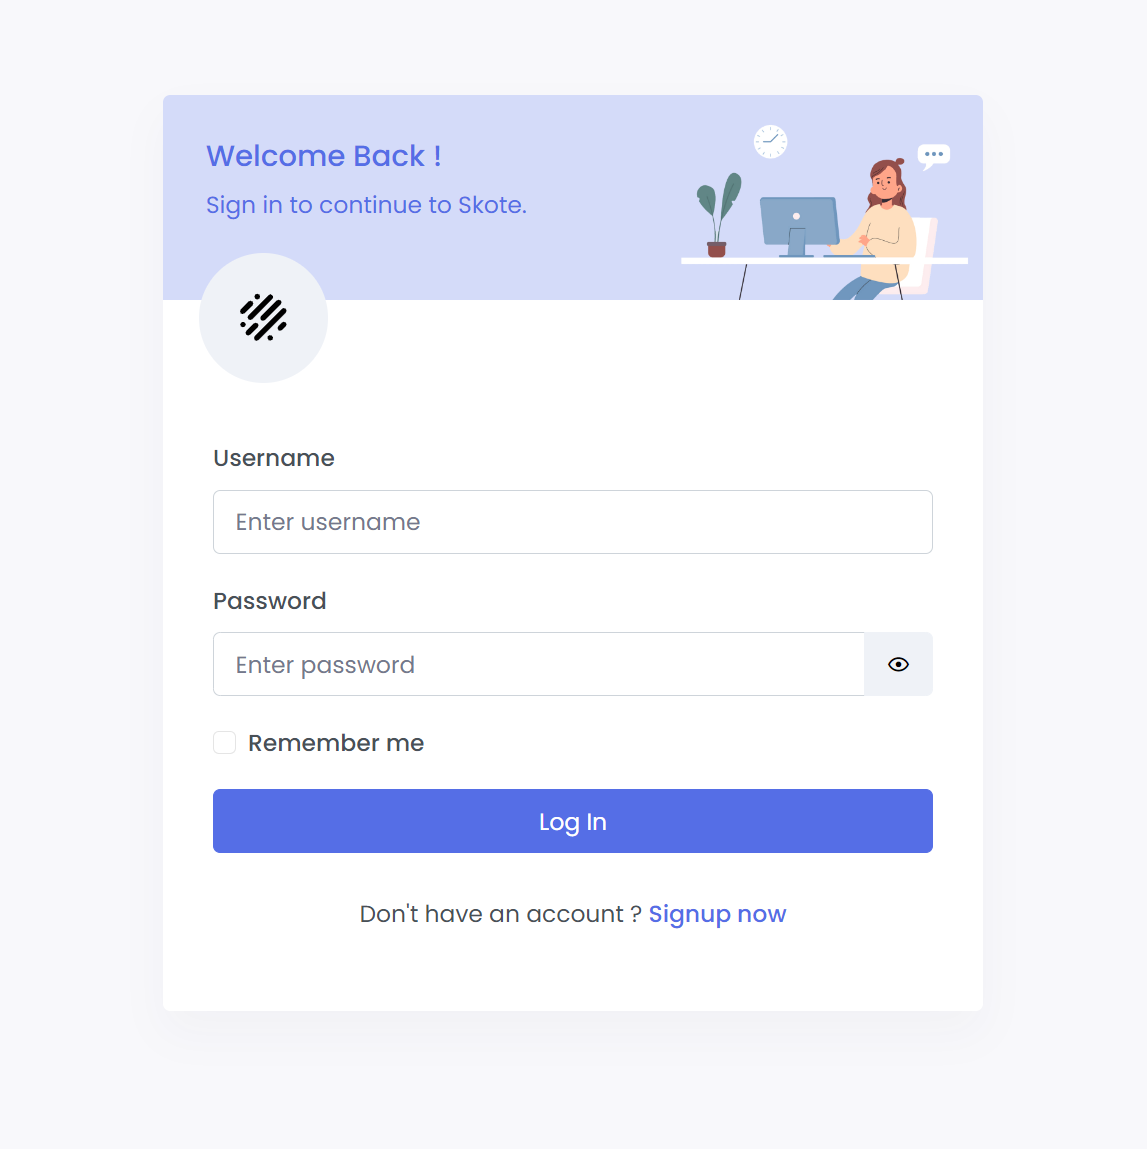 Welcome Back !
Sign in to continue to Skote.
Username
Enter username
Password
Enter password
Remember me
Log In
Don't have an account ? Signup now